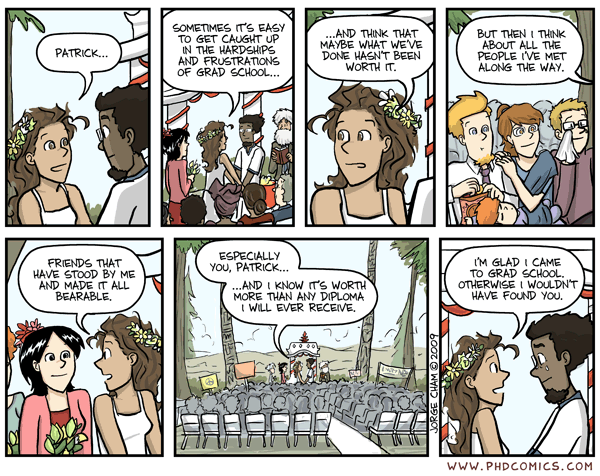 PATRICK...
SOMETIMES IT'S EASY
TO GET CAUGHT UP
IN THE HARDSHIPS
AND FRUSTRATIONS
OF GRAD SCHOOL...
...AND THINK THAT
MAYBE WHAT WE'VE
DONE HASN'T BEEN
WORTH IT.
BUT THEN I THINK
ABOUT ALL THE
PEOPLE I'VE MET
ALONG THE WAY.
FRIENDS THAT
HAVE STOOD BY ME
AND MADE IT ALL
BEARABLE.
ESPECIALLY
YOU, PATRICK...
...AND I KNOW IT'S WORTH
MORE THAN ANY DIPLOMA
I WILL EVER RECEIVE.
JORGE CHAM © 2009
I'M GLAD I CAME
TO GRAD SCHOOL.
OTHERWISE I WOULDN'T
HAVE FOUND YOU.
WWW.PHDCOMICS.COM